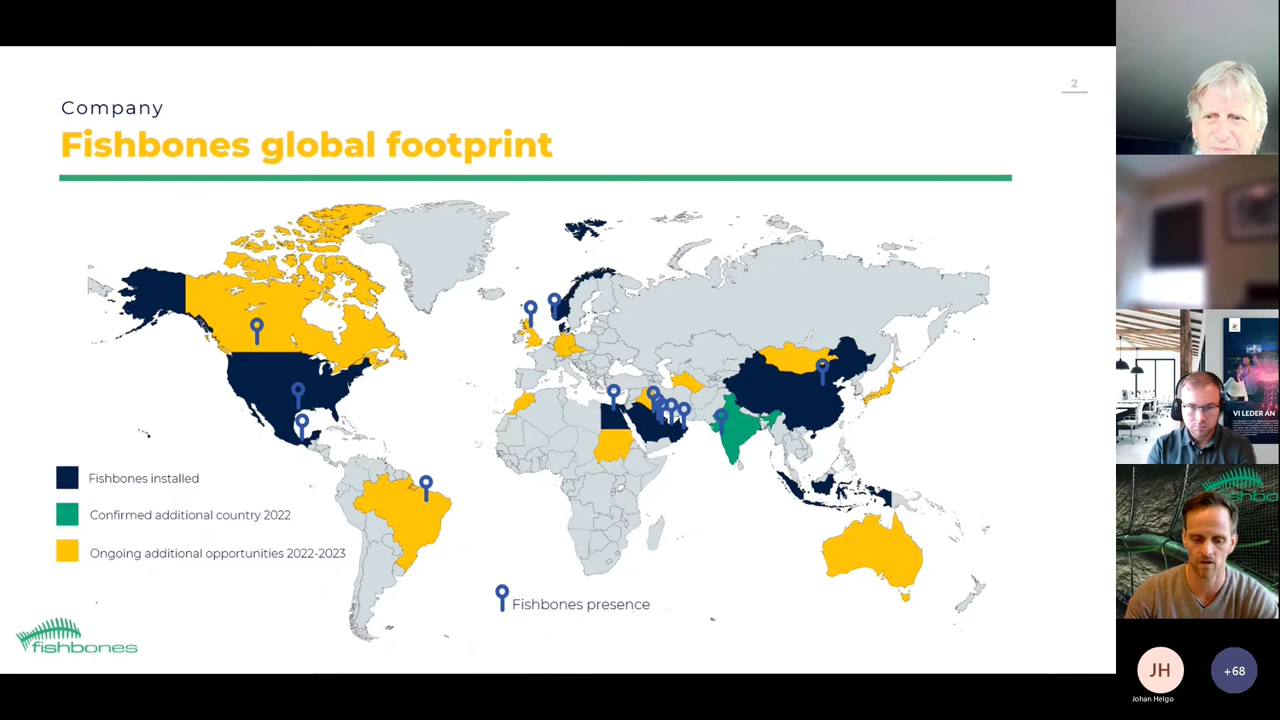 2
Company
Fishbones global footprint
Fishbones installed
Confirmed additional country 2022
Ongoing additional opportunities 2022-2023
Fishbones presence
fishbones
VI LEDER AN
JH
Johan Helgo
+68